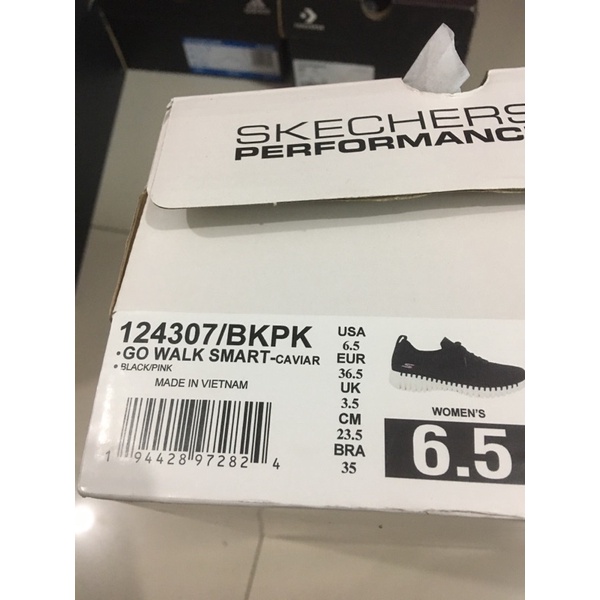 SKECHERS
PERFORMANC
124307/BKPK
•GO WALK SMART-CAVIAR
• BLACK/PINK
MADE IN VIETNAM
1 94428 97282 4
USA
6.5
EUR
36.5
UK
3.5
CM
23.5
BRA
35
WOMEN'S
6.5